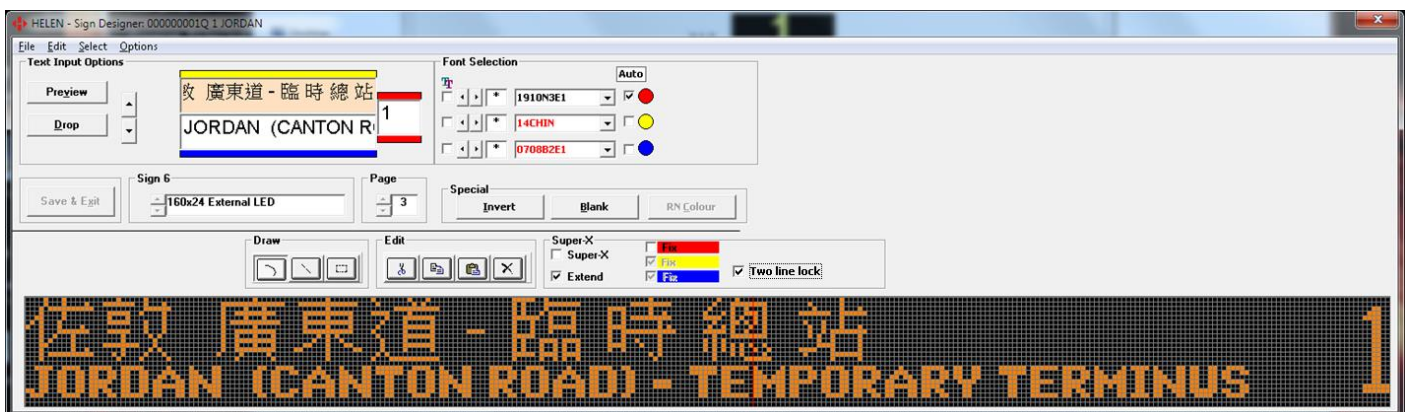 HELEN - Sign Designer: 000000001Q 1 JORDAN
File Edit Select Options
Text Input Options
Preview
Drop
敦 廣東道 - 臨時總站
JORDAN (CANTON R
1
Font Selection
Auto
* 1910N3E1
* 14CHIN
* 0708B2E1
Save & Exit
Sign 6
160x24 External LED
Page
3
Special
Invert Blank RN Colour
Draw
Edit
Super-X
Super-X
Extend
Fix
Fix
Fix
Two line lock
佐敦 廣東道 - 臨時總站 1
JORDAN (CANTON ROAD) - TEMPORARY TERMINUS